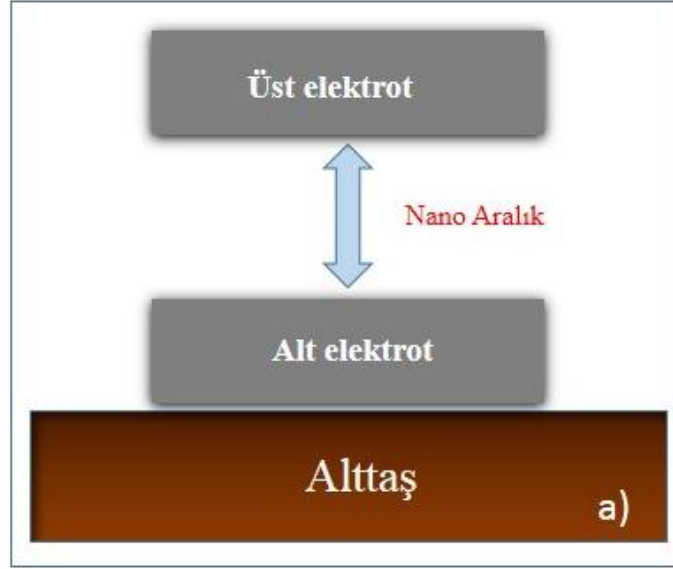 Üst elektrot
Nano Aralık
Alt elektrot
Alttaş
a)